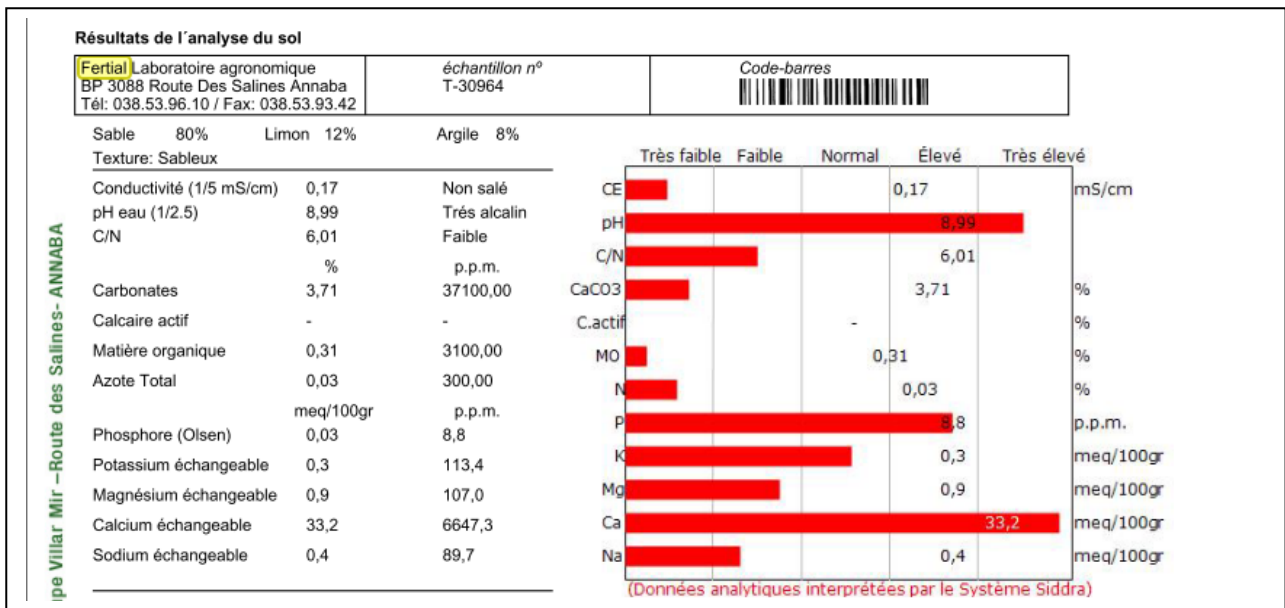 Résultats de l´analyse du sol
Fertial Laboratoire agronomique
BP 3088 Route Des Salines Annaba
Tél: 038.53.96.10 / Fax: 038.53.93.42
échantillon nº
T-30964
Code-barres
Sable 80% Limon 12% Argile 8%
Texture: Sableux
Conductivité (1/5 mS/cm) 0,17 Non salé
pH eau (1/2.5) 8,99 Trés alcalin
C/N 6,01 Faible
% p.p.m.
Carbonates 3,71 37100,00
Calcaire actif - -
Matière organique 0,31 3100,00
Azote Total 0,03 300,00
meq/100gr p.p.m.
Phosphore (Olsen) 0,03 8,8
Potassium échangeable 0,3 113,4
Magnésium échangeable 0,9 107,0
Calcium échangeable 33,2 6647,3
Sodium échangeable 0,4 89,7
Très faible Faible Normal Élevé Très élevé
CE 0,17 mS/cm
pH 8,99
C/N 6,01
CaCO3 3,71 %
C.actif - %
MO 0,31 %
N 0,03 %
P 8,8 p.p.m.
K 0,3 meq/100gr
Mg 0,9 meq/100gr
Ca 33,2 meq/100gr
Na 0,4 meq/100gr
(Données analytiques interprétées par le Système Siddra)
Villar Mir –Route des Salines- ANNABA